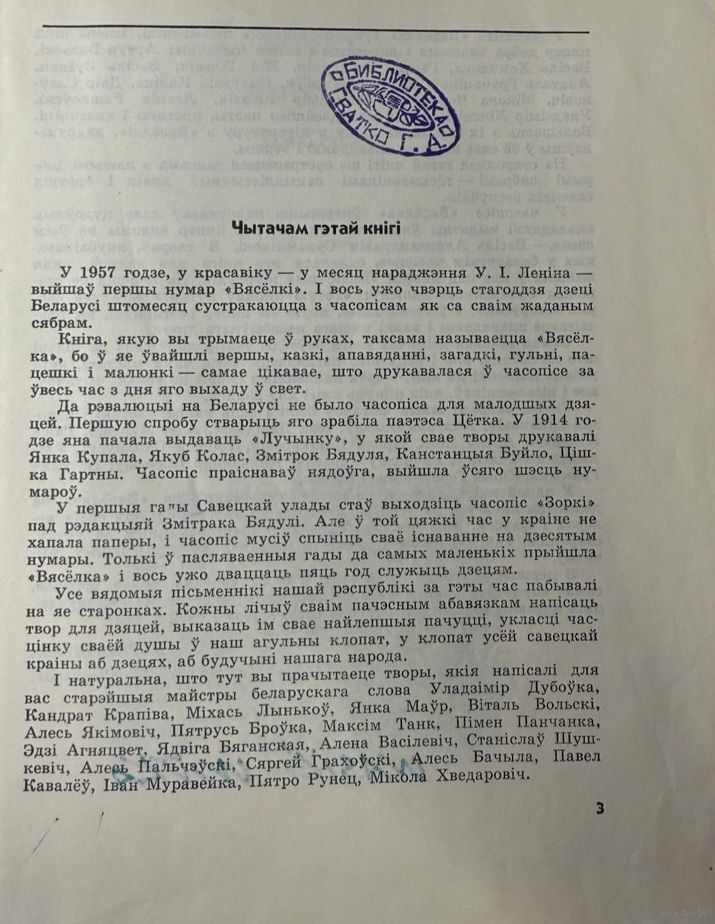 БИБЛИОТЕКА
ГВАТКО Г. А.
Чытачам гэтай кнігі
У 1957 годзе, у красавіку — у месяц нараджэння У. І. Леніна —
выйшаў першы нумар «Вясёлкі». І вось ужо чвэрць стагоддзя дзеці
Беларусі штомесяц сустракаюцца з часопісам як са сваім жаданым
сябрам.
Кніга, якую вы трымаеце ў руках, таксама называецца «Вясёл-
ка», бо ў яе ўвайшлі вершы, казкі, апавяданні, загадкі, гульні, па-
цешкі і малюнкі — самае цікавае, што друкавалася ў часопісе за
ўвесь час з дня яго выхаду ў свет.
Да рэвалюцыі на Беларусі не было часопіса для малодшых дзя-
цей. Першую спробу стварыць яго зрабіла паэтэса Цётка. У 1914 го-
дзе яна пачала выдаваць «Лучынку», у якой свае творы друкавалі
Янка Купала, Якуб Колас, Змітрок Бядуля, Канстанцыя Буйло, Ціш-
ка Гартны. Часопіс праіснаваў нядоўга, выйшла ўсяго шэсць ну-
мароў.
У першыя гады Савецкай улады стаў выходзіць часопіс «Зоркі»
пад рэдакцыяй Змітрака Бядулі. Але ў той цяжкі час у краіне не
хапала паперы, і часопіс мусіў спыніць сваё існаванне на дзесятым
нумары. Толькі ў пасляваенныя гады да самых маленькіх прыйшла
«Вясёлка» і вось ужо дваццаць пяць год служыць дзецям.
Усе вядомыя пісьменнікі нашай рэспублікі за гэты час пабывалі
на яе старонках. Кожны лічыў сваім пачэсным абавязкам напісаць
твор для дзяцей, выказаць ім свае найлепшыя пачуцці, укласці час-
цінку сваёй душы ў наш агульны клопат, у клопат усёй савецкай
краіны аб дзецях, аб будучыні нашага народа.
І натуральна, што тут вы прачытаеце творы, якія напісалі для
вас старэйшыя майстры беларускага слова Уладзімір Дубоўка,
Кандрат Крапіва, Міхась Лынькоў, Янка Маўр, Віталь Вольскі,
Алесь Якімовіч, Пятрусь Броўка, Максім Танк, Пімен Панчанка,
Эдзі Агняцвет, Ядвіга Бяганская, Алена Васілевіч, Станіслаў Шуш-
кевіч, Алесь Пальчэўскі, Сяргей Грахоўскі, Алесь Бачыла, Павел
Кавалёў, Іван Муравейка, Пятро Рунец, Мікола Хведаровіч.
3